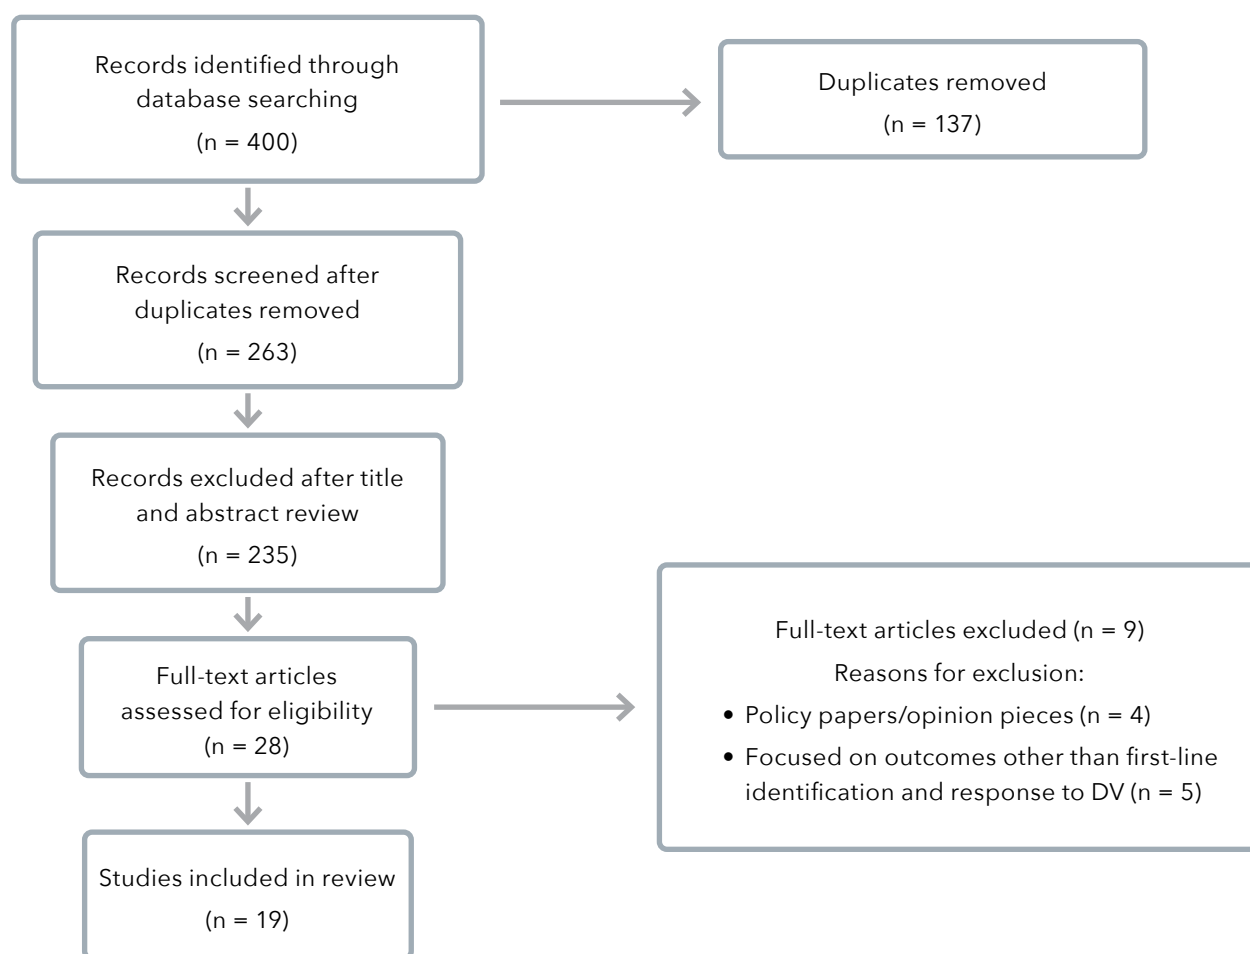 Records identified through
database searching
(n = 400)
Duplicates removed
(n = 137)
Records screened after
duplicates removed
(n = 263)
Records excluded after title
and abstract review
(n = 235)
Full-text articles
assessed for eligibility
(n = 28)
Full-text articles excluded (n = 9)
Reasons for exclusion:
• Policy papers/opinion pieces (n = 4)
• Focused on outcomes other than first-line
identification and response to DV (n = 5)
Studies included in review
(n = 19)